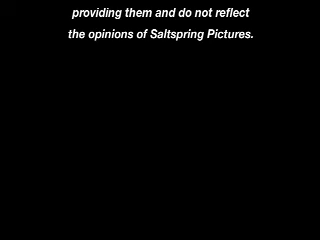 providing them and do not reflect
the opinions of Saltspring Pictures.